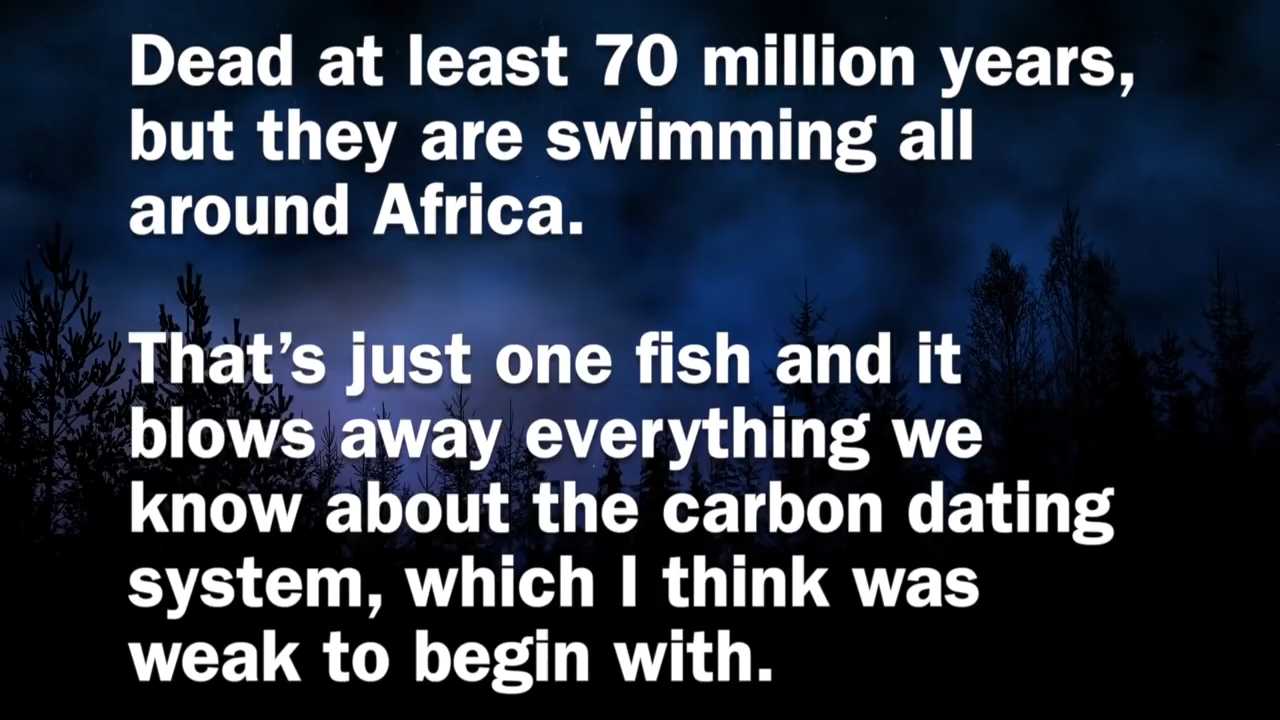 Dead at least 70 million years,
but they are swimming all
around Africa.
That’s just one fish and it
blows away everything we
know about the carbon dating
system, which I think was
weak to begin with.